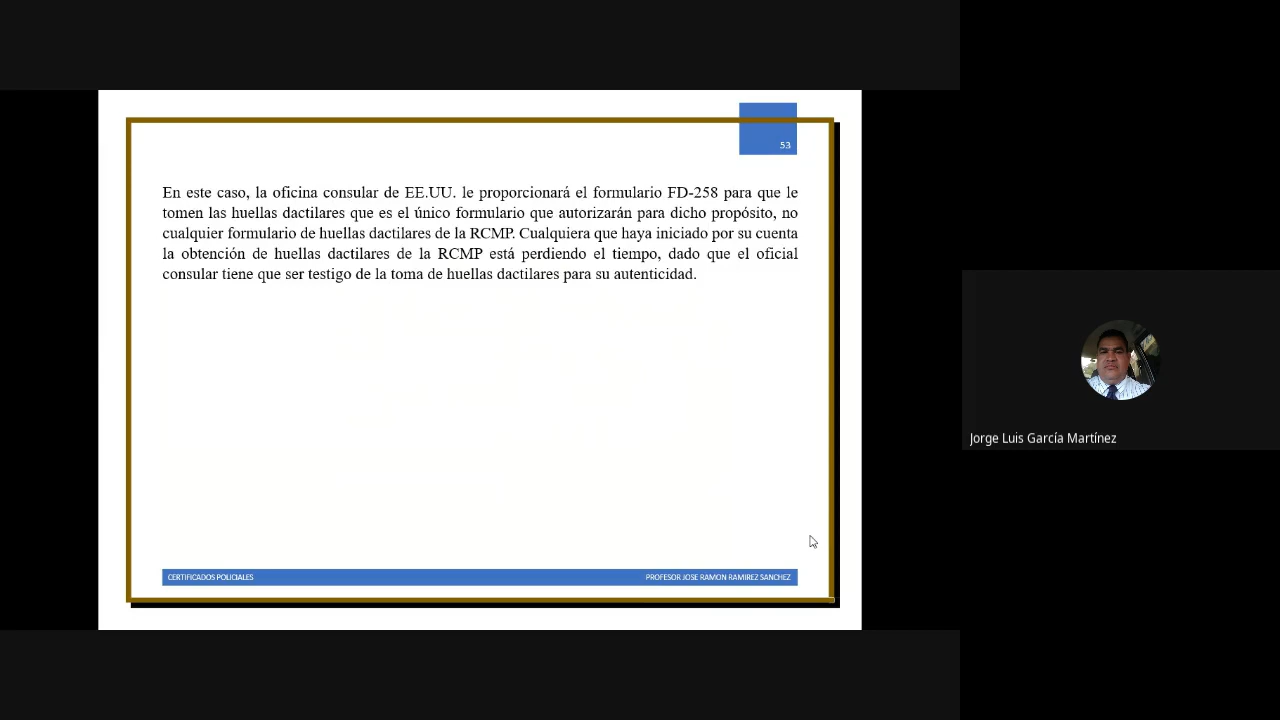 53
En este caso, la oficina consular de EE.UU. le proporcionará el formulario FD-258 para que le
tomen las huellas dactilares que es el único formulario que autorizarán para dicho propósito, no
cualquier formulario de huellas dactilares de la RCMP. Cualquiera que haya iniciado por su cuenta
la obtención de huellas dactilares de la RCMP está perdiendo el tiempo, dado que el oficial
consular tiene que ser testigo de la toma de huellas dactilares para su autenticidad.
Jorge Luis García Martínez
CERTIFICADOS POLICIALES PROFESOR JOSE RAMON RAMIREZ SANCHEZ